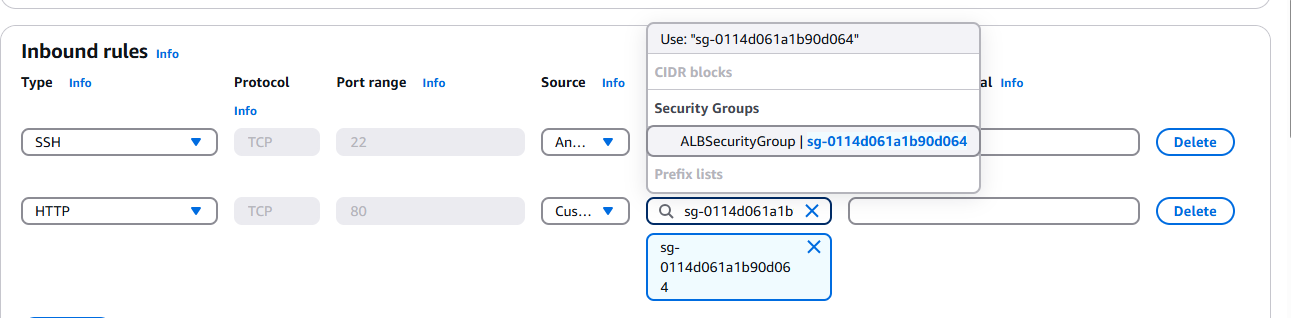 Use: "sg-0114d061a1b90d064"
Inbound rules Info
CIDR blocks
Type Info Protocol Info Port range Info Source Info al Info
Security Groups
SSH TCP 22 An... Delete
ALBSecurityGroup | sg-0114d061a1b90d064
Prefix lists
HTTP TCP 80 Cus... sg-0114d061a1b Delete
sg-
0114d061a1b90d06
4